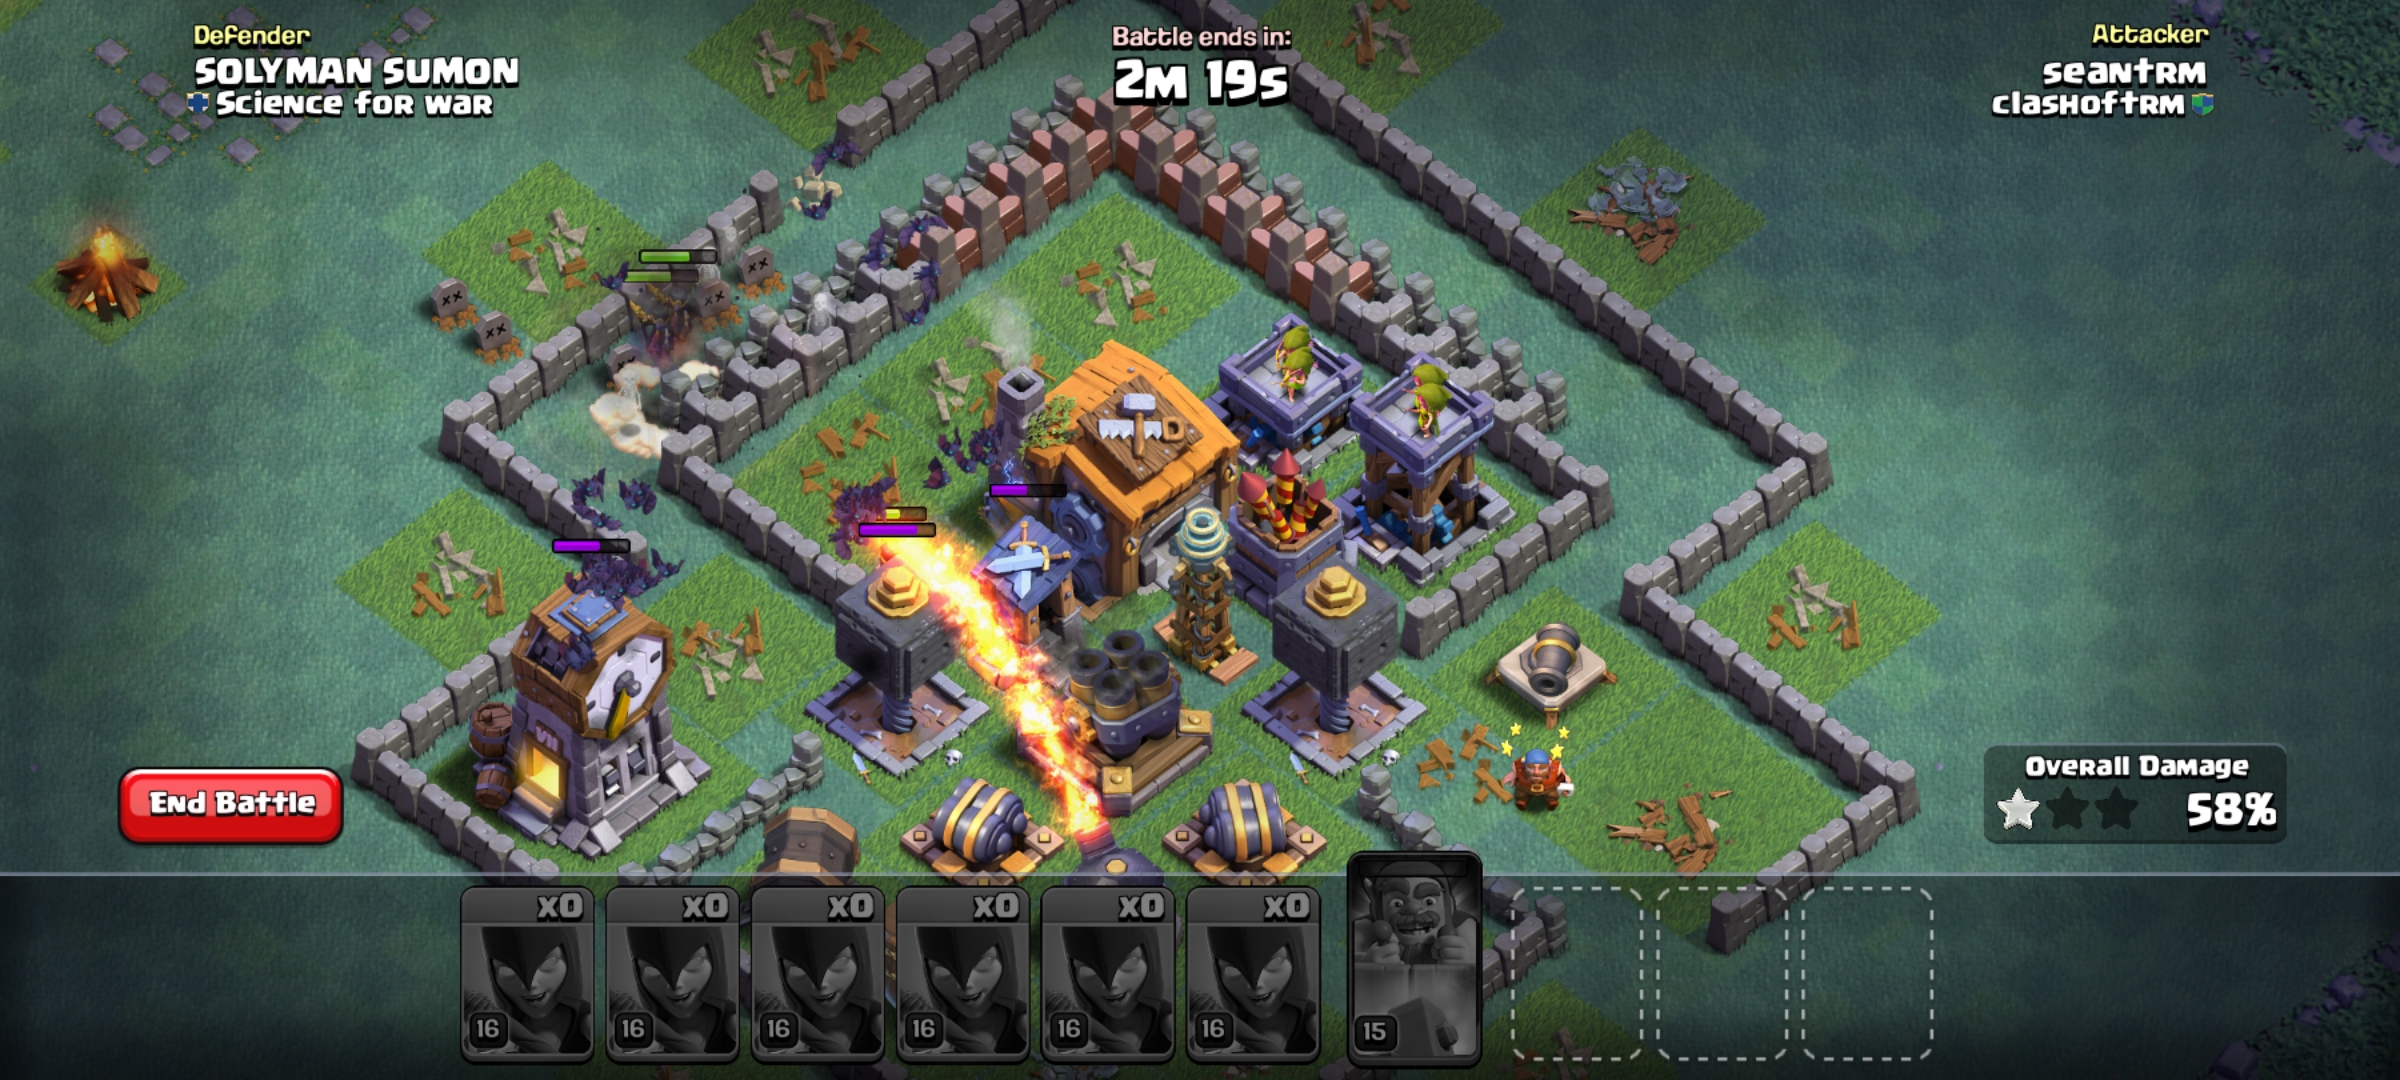 Defender
SOLYMAN SUMON
Science for war
Battle ends in:
2M 19s
Attacker
seantrm
clashoftrm
End Battle
Overall Damage
58%
x0
x0
x0
x0
x0
x0
16
16
16
16
16
16
15